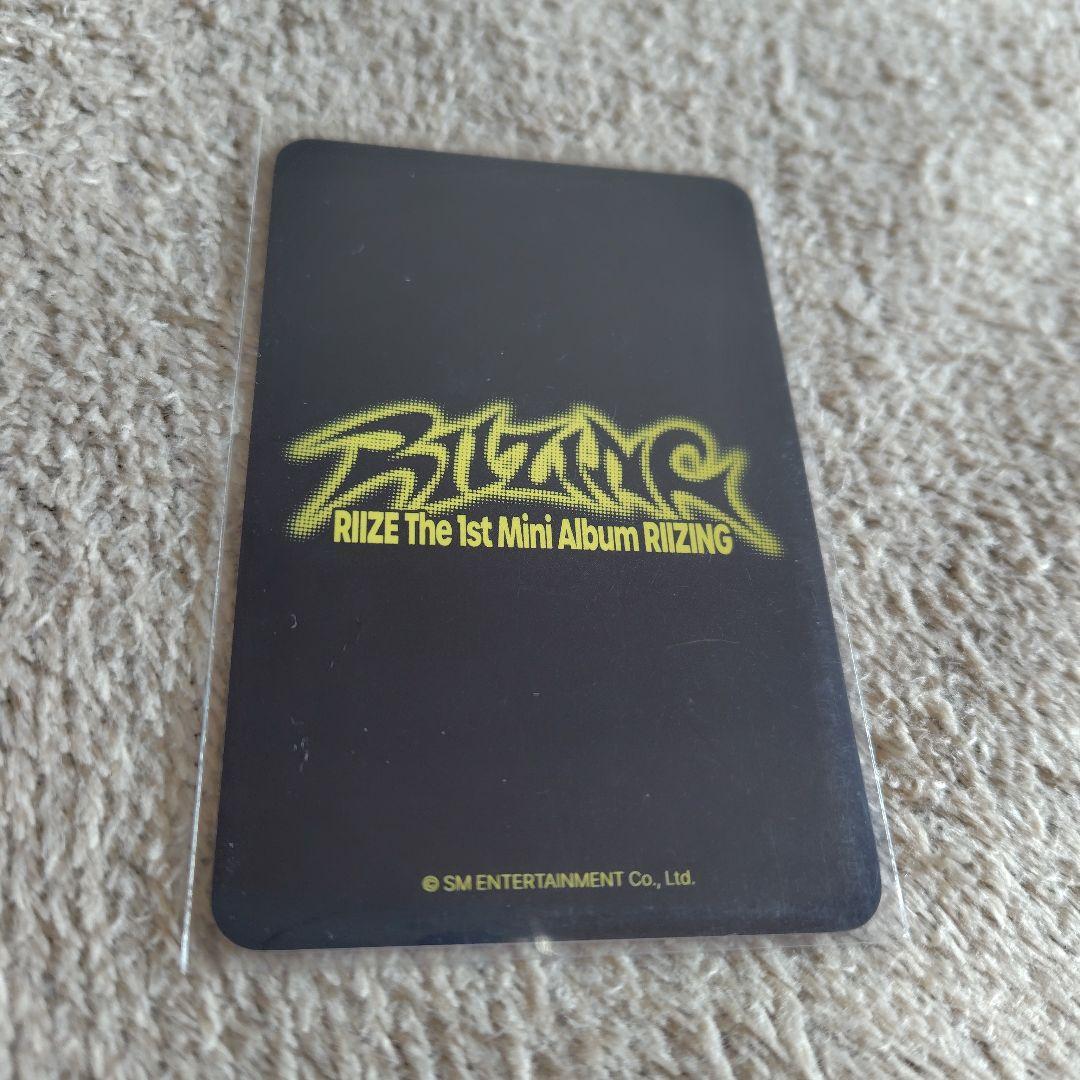 RIIZING
RIIZE The 1st Mini Album RIIZING
© SM ENTERTAINMENT Co., Ltd.